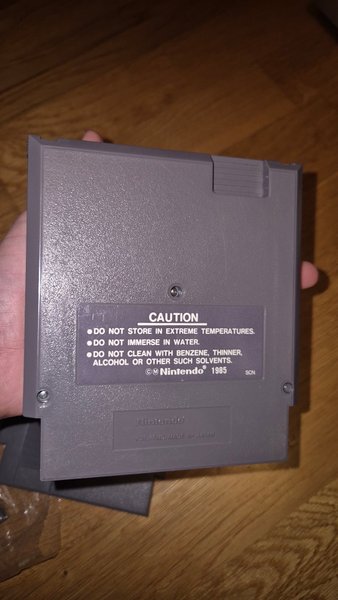 CAUTION
●DO NOT STORE IN EXTREME TEMPERATURES.
●DO NOT IMMERSE IN WATER.
●DO NOT CLEAN WITH BENZENE, THINNER,
ALCOHOL OR OTHER SUCH SOLVENTS.
©Ⓜ Nintendo® 1985 SCN
Nintendo